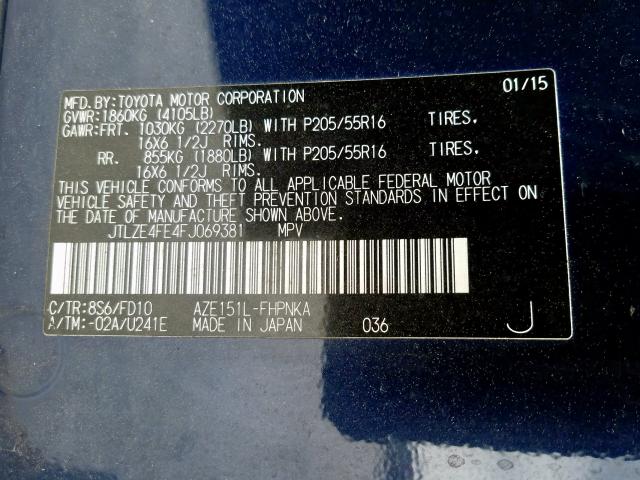 MFD. BY: TOYOTA MOTOR CORPORATION 01/15
GVWR: 1860KG (4105LB)
GAWR: FRT. 1030KG (2270LB) WITH P205/55R16 TIRES.
16X6 1/2J RIMS.
RR. 855KG (1880LB) WITH P205/55R16 TIRES.
16X6 1/2J RIMS.
THIS VEHICLE CONFORMS TO ALL APPLICABLE FEDERAL MOTOR
VEHICLE SAFETY AND THEFT PREVENTION STANDARDS IN EFFECT ON
THE DATE OF MANUFACTURE SHOWN ABOVE.
JTLZE4FE4FJ069381 MPV
C/TR: 8S6/FD10 AZE151L-FHPNKA
A/TM: -02A/U241E MADE IN JAPAN 036 J